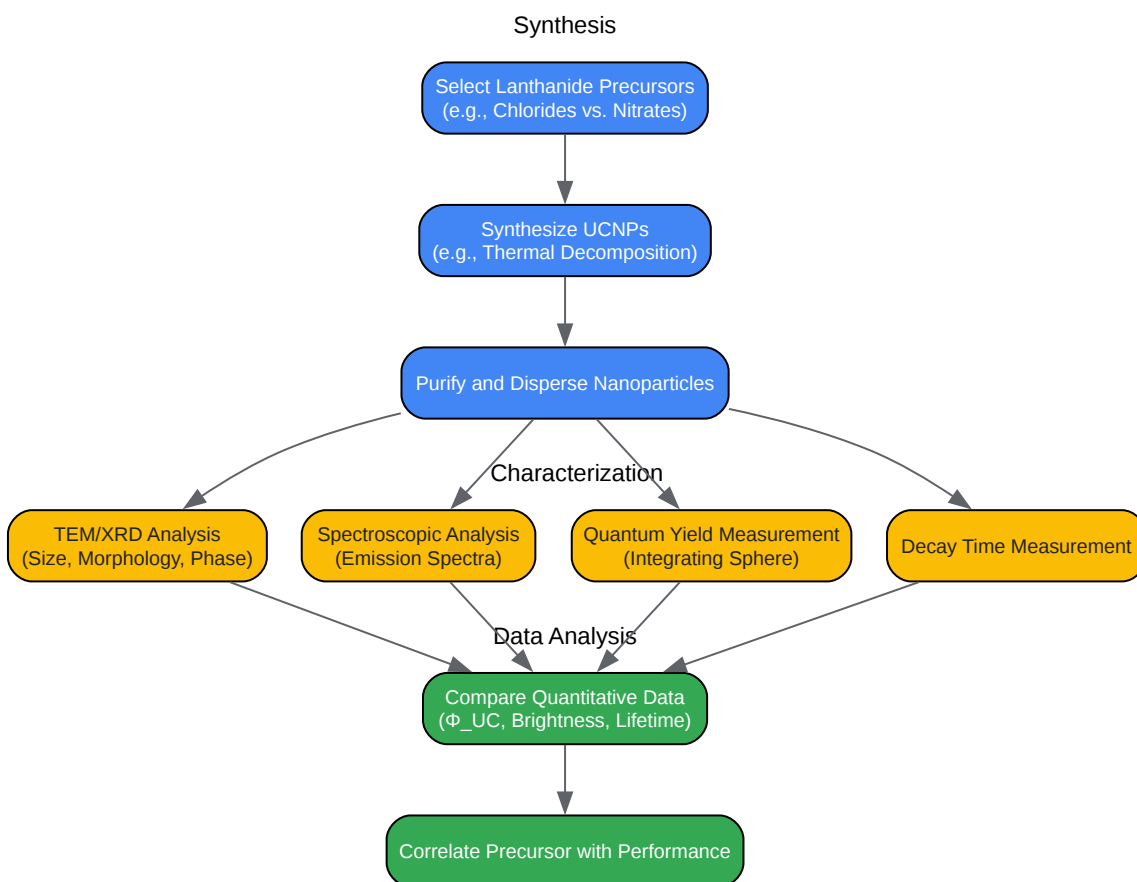 Synthesis
Select Lanthanide Precursors
(e.g., Chlorides vs. Nitrates)
Synthesize UCNPs
(e.g., Thermal Decomposition)
Purify and Disperse Nanoparticles
Characterization
TEM/XRD Analysis
(Size, Morphology, Phase)
Spectroscopic Analysis
(Emission Spectra)
Quantum Yield Measurement
(Integrating Sphere)
Decay Time Measurement
Data Analysis
Compare Quantitative Data
(Φ_UC, Brightness, Lifetime)
Correlate Precursor with Performance